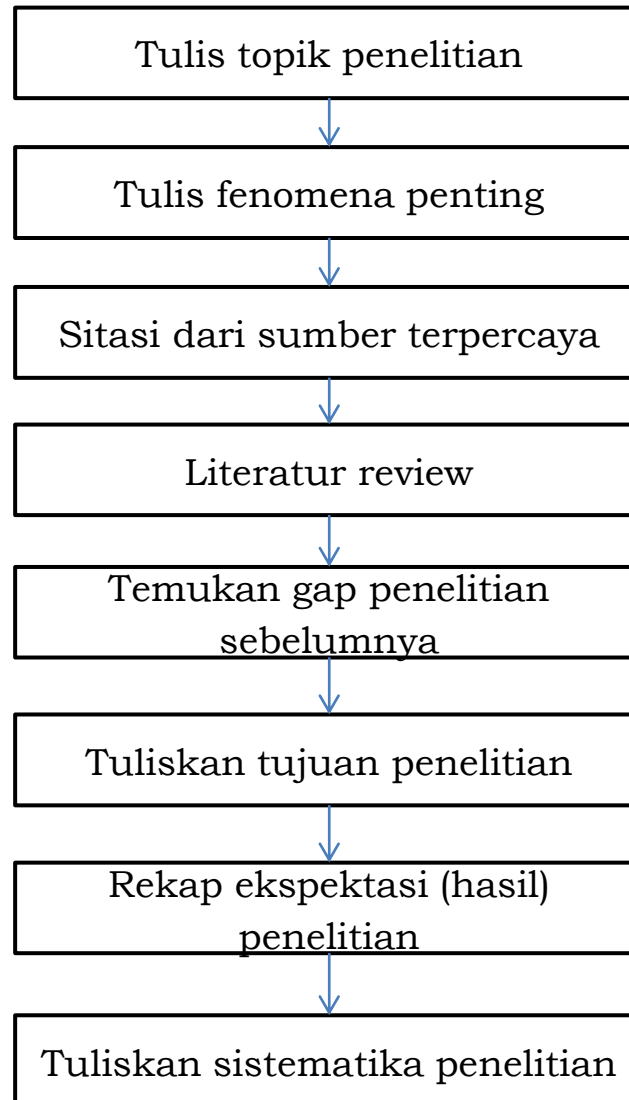 Tulis topik penelitian
Tulis fenomena penting
Sitasi dari sumber terpercaya
Literatur review
Temukan gap penelitian
sebelumnya
Tuliskan tujuan penelitian
Rekap ekspektasi (hasil)
penelitian
Tuliskan sistematika penelitian